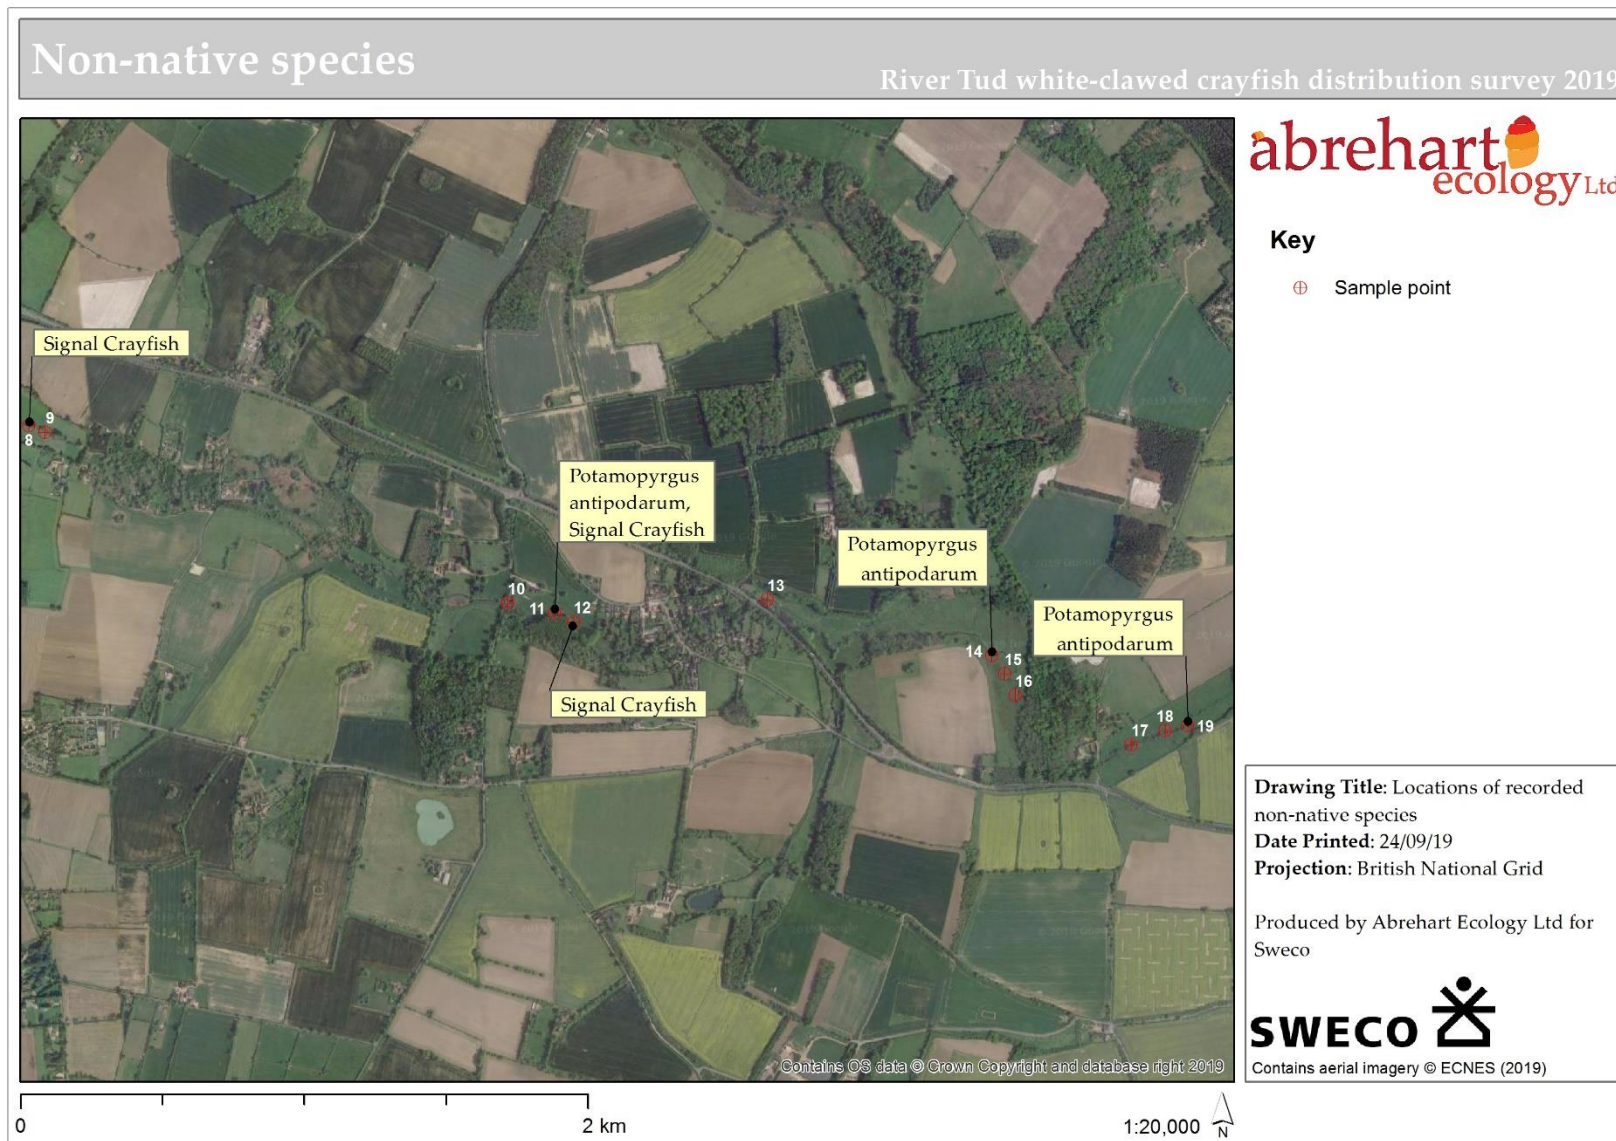 Non-native species
River Tud white-clawed crayfish distribution survey 2019
abrehart
ecology Ltd
Key
Sample point
Signal Crayfish
9
8
Potamopyrgus
antipodarum,
Signal Crayfish
Potamopyrgus
antipodarum
Potamopyrgus
antipodarum
10
11
12
13
14
15
16
17
18
19
Signal Crayfish
Drawing Title: Locations of recorded
non-native species
Date Printed: 24/09/19
Projection: British National Grid
Produced by Abrehart Ecology Ltd for
Sweco
SWECO
Contains aerial imagery © ECNES (2019)
Contains OS data © Crown Copyright and database right 2019
0
2 km
1:20,000
N